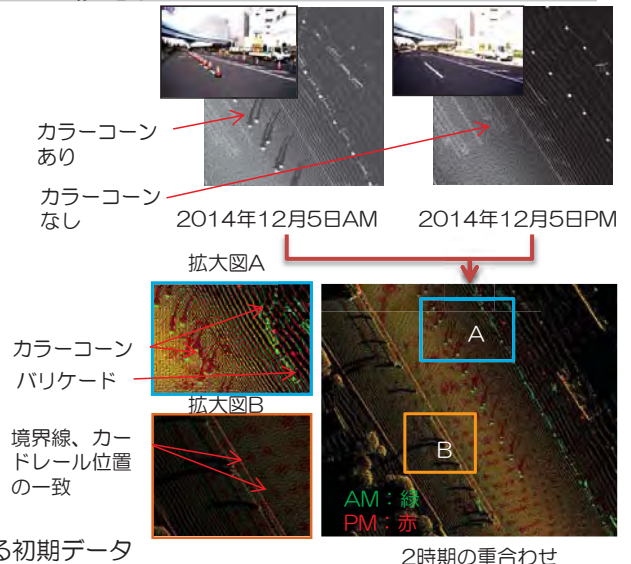 カラーコーン
あり
カラーコーン
なし
2014年12月5日AM
2014年12月5日PM
拡大図A
カラーコーン
バリケード
拡大図B
境界線、カー
ドレール位置
の一致
A
B
AM：緑
PM：赤
る初期データ
2時期の重合わせ